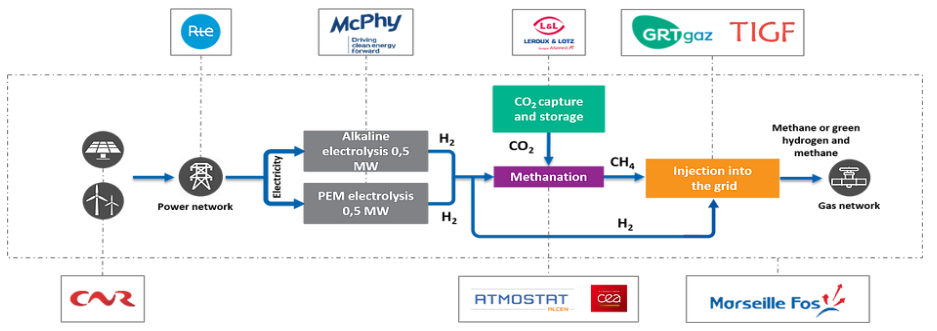 Rte
McPhy
Driving
clean energy
forward
L&L
LEROUX & LOTZ
GRTgaz
TIGF
CO2 capture
and storage
Alkaline
electrolysis 0,5
MW
H2
CO2
CH4
Methane or green
hydrogen and
methane
Electricity
Methanation
Injection into
the grid
Power network
PEM electrolysis
0,5 MW
H2
H2
Gas network
CNR
ATMOSTAT
ALCEN
cea
Marseille Fos